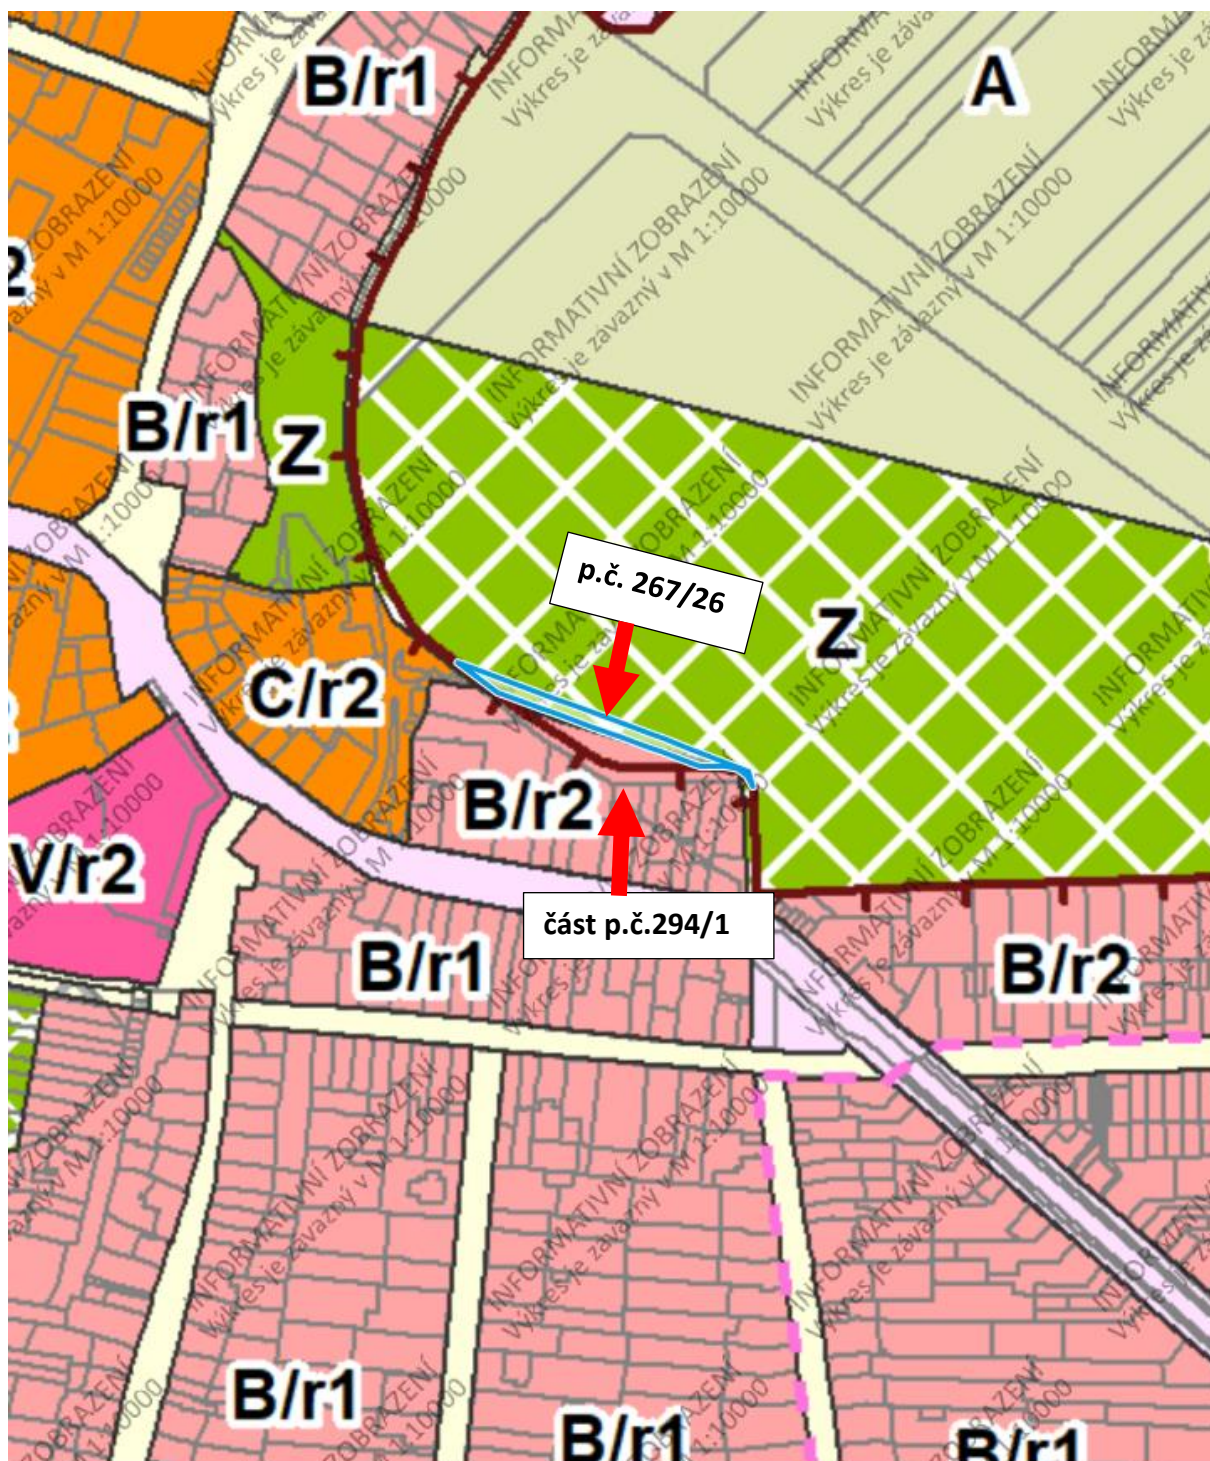 B/r1
A
2
B/r1
Z
p.č. 267/26
Z
C/r2
B/r2
V/r2
část p.č.294/1
B/r1
B/r2
B/r1
B/r1
B/r1
INFORMATIVNÍ ZOBRAZENÍ
Výkres je závazný v M 1:10000